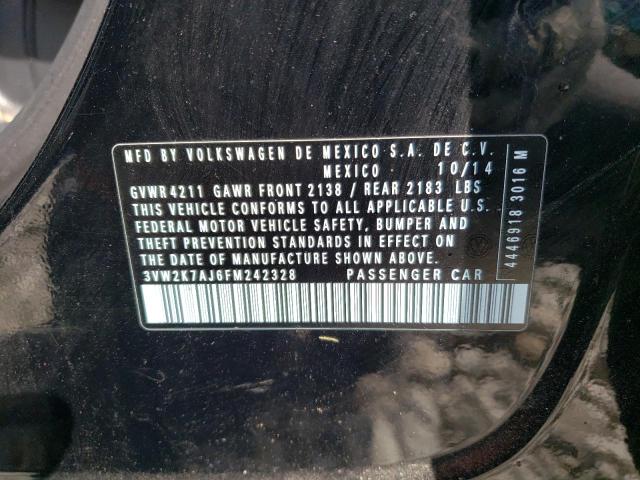 MFD BY VOLKSWAGEN DE MEXICO S.A. DE C.V.
MEXICO 10/14
GVWR4211 GAWR FRONT 2138 / REAR 2183 LBS
THIS VEHICLE CONFORMS TO ALL APPLICABLE U.S.
FEDERAL MOTOR VEHICLE SAFETY, BUMPER AND
THEFT PREVENTION STANDARDS IN EFFECT ON
THE DATE OF MANUFACTURE SHOWN ABOVE.
3VW2K7AJ6FM242328 PASSENGER CAR
4446918 3016 M